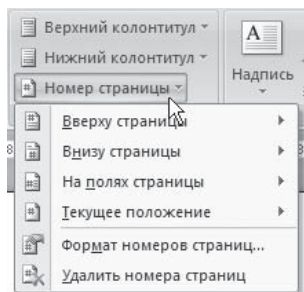 Верхний колонтитул
Нижний колонтитул
Номер страницы
Надпись
Вверху страницы
Внизу страницы
На полях страницы
Текущее положение
Формат номеров страниц...
Удалить номера страниц